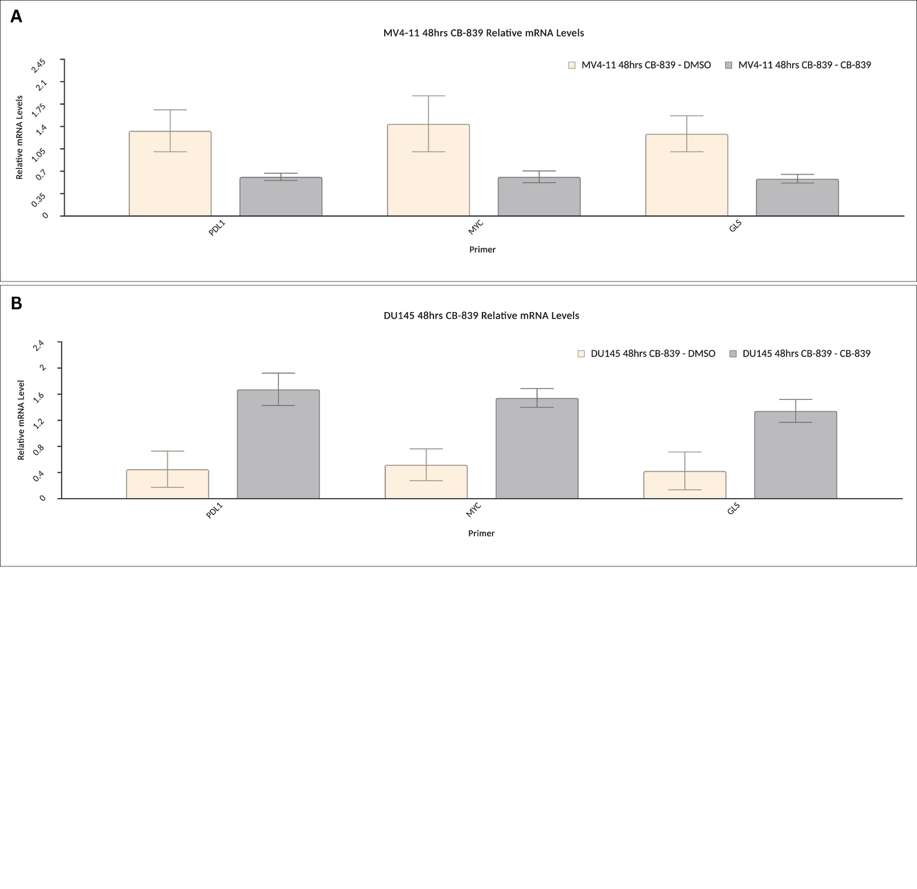 A
MV4-11 48hrs CB-839 Relative mRNA Levels
MV4-11 48hrs CB-839 - DMSO MV4-11 48hrs CB-839 - CB-839
Relative mRNA Levels
2.45
2.1
1.75
1.4
1.05
0.7
0.35
0
PDL1 MYC GLS
Primer
B
DU145 48hrs CB-839 Relative mRNA Levels
DU145 48hrs CB-839 - DMSO DU145 48hrs CB-839 - CB-839
Relative mRNA Level
2.4
2
1.6
1.2
0.8
0.4
0
PDL1 MYC GLS
Primer